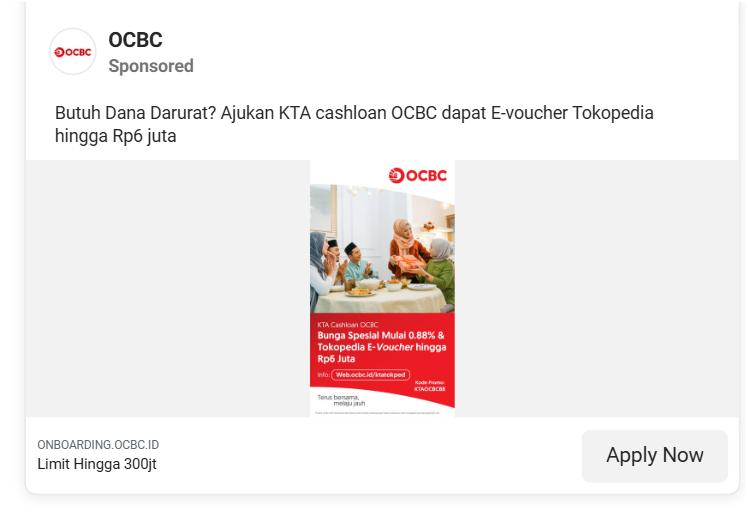 OCBC
OCBC
Sponsored
Butuh Dana Darurat? Ajukan KTA cashloan OCBC dapat E-voucher Tokopedia
hingga Rp6 juta
OCBC
KTA Cashloan OCBC
Bunga Spesial Mulai 0.88% &
Tokopedia E-Voucher hingga
Rp6 Juta
Info: Web.ocbc.id/ktatokped
Kode Promo:
KTAOCBCBB
Terus bersama,
melaju jauh
ONBOARDING.OCBC.ID
Limit Hingga 300jt
Apply Now